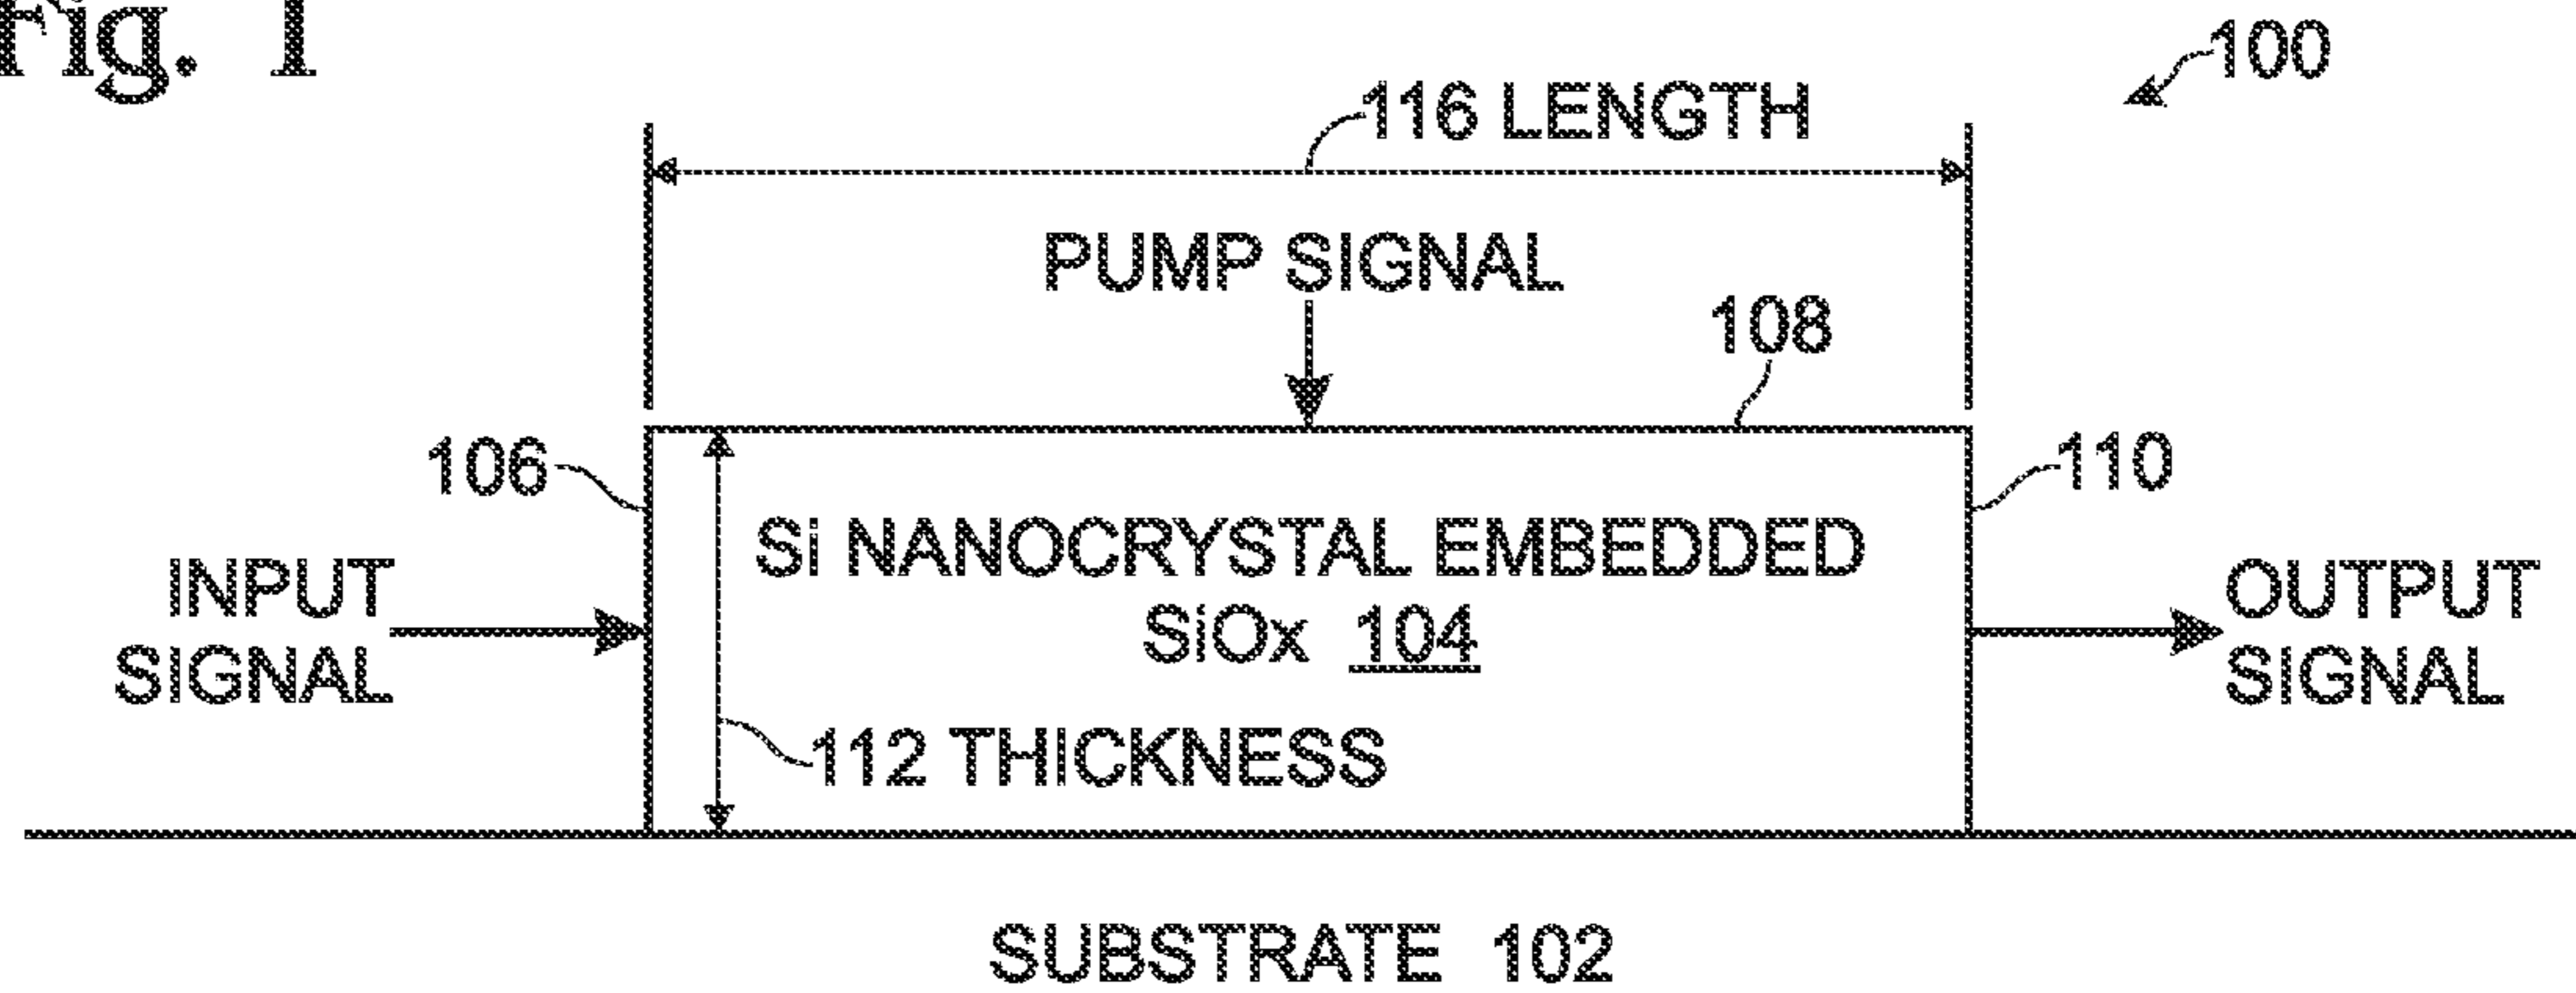 Fig. 1
100
116 LENGTH
PUMP SIGNAL
108
106
110
INPUT
SIGNAL
Si NANOCRYSTAL EMBEDDED
SiOx 104
OUTPUT
SIGNAL
112 THICKNESS
SUBSTRATE 102